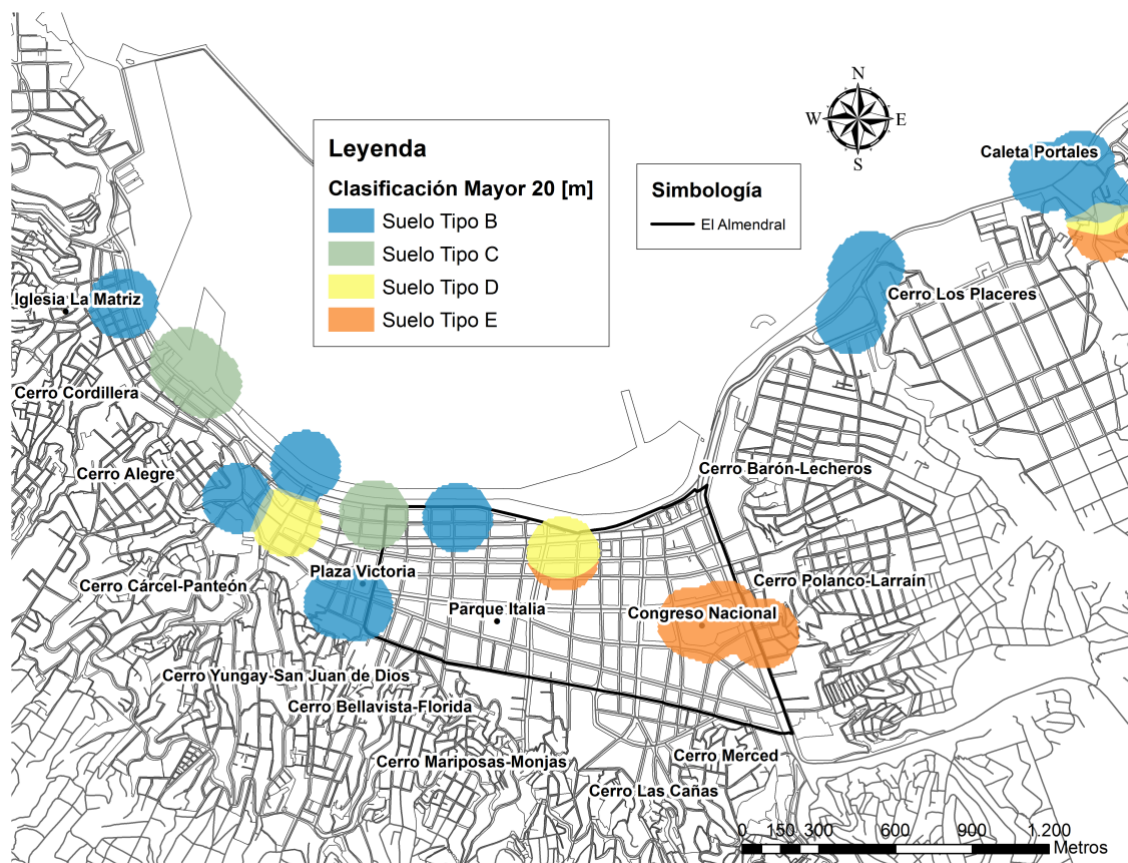 N
W E
S
Leyenda
Clasificación Mayor 20 [m]
Suelo Tipo B
Suelo Tipo C
Suelo Tipo D
Suelo Tipo E
Simbología
El Almendral
Caleta Portales
Iglesia La Matriz
Cerro Los Placeres
Cerro Cordillera
Cerro Alegre
Cerro Barón-Lecheros
Plaza Victoria
Cerro Cárcel-Panteón
Cerro Polanco-Larraín
Parque Italia
Congreso Nacional
Cerro Yungay-San Juan de Dios
Cerro Bellavista-Florida
Cerro Mariposas-Monjas
Cerro Merced
Cerro Las Cañas
0 150 300 600 900 1.200
Metros